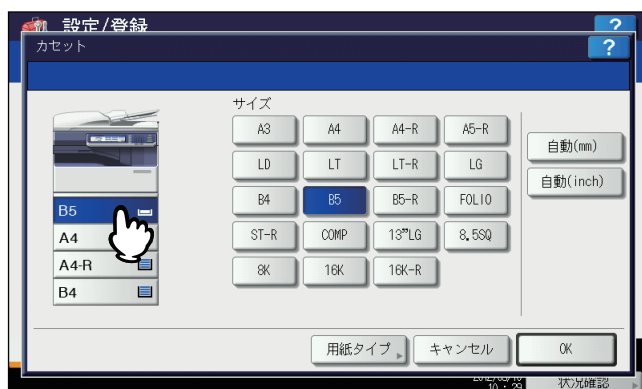 設定/登録
?
カセット
?
サイズ
A3 A4 A4-R A5-R
自動(mm)
LD LT LT-R LG
自動(inch)
B4 B5 B5-R FOLIO
ST-R COMP 13"LG 8.5SQ
8K 16K 16K-R
B5
A4
A4-R
B4
用紙タイプ キャンセル OK
10:29
状況確認